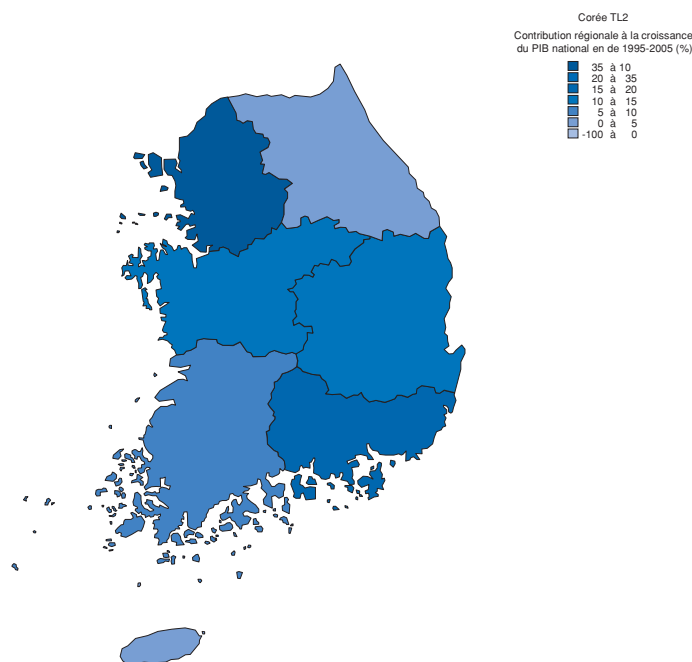 Corée TL2
Contribution régionale à la croissance
du PIB national en de 1995-2005 (%)
35 à 10
20 à 35
15 à 20
10 à 15
5 à 10
0 à 5
-100 à 0